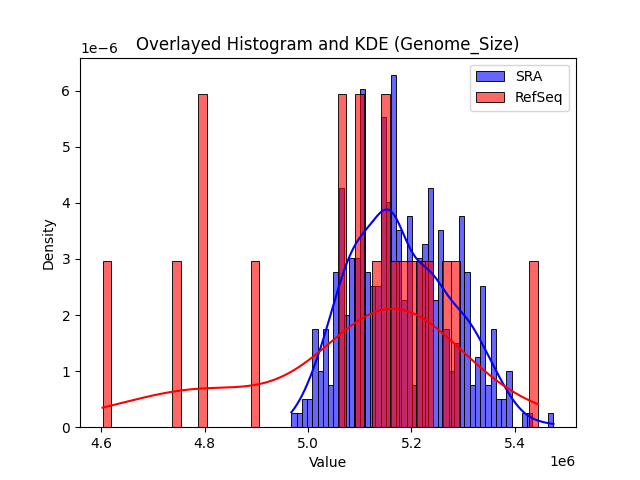 Overlayed Histogram and KDE (Genome_Size)
1e−6
SRA
RefSeq
6
5
4
3
2
1
0
Density
4.6 4.8 5.0 5.2 5.4
1e6
Value